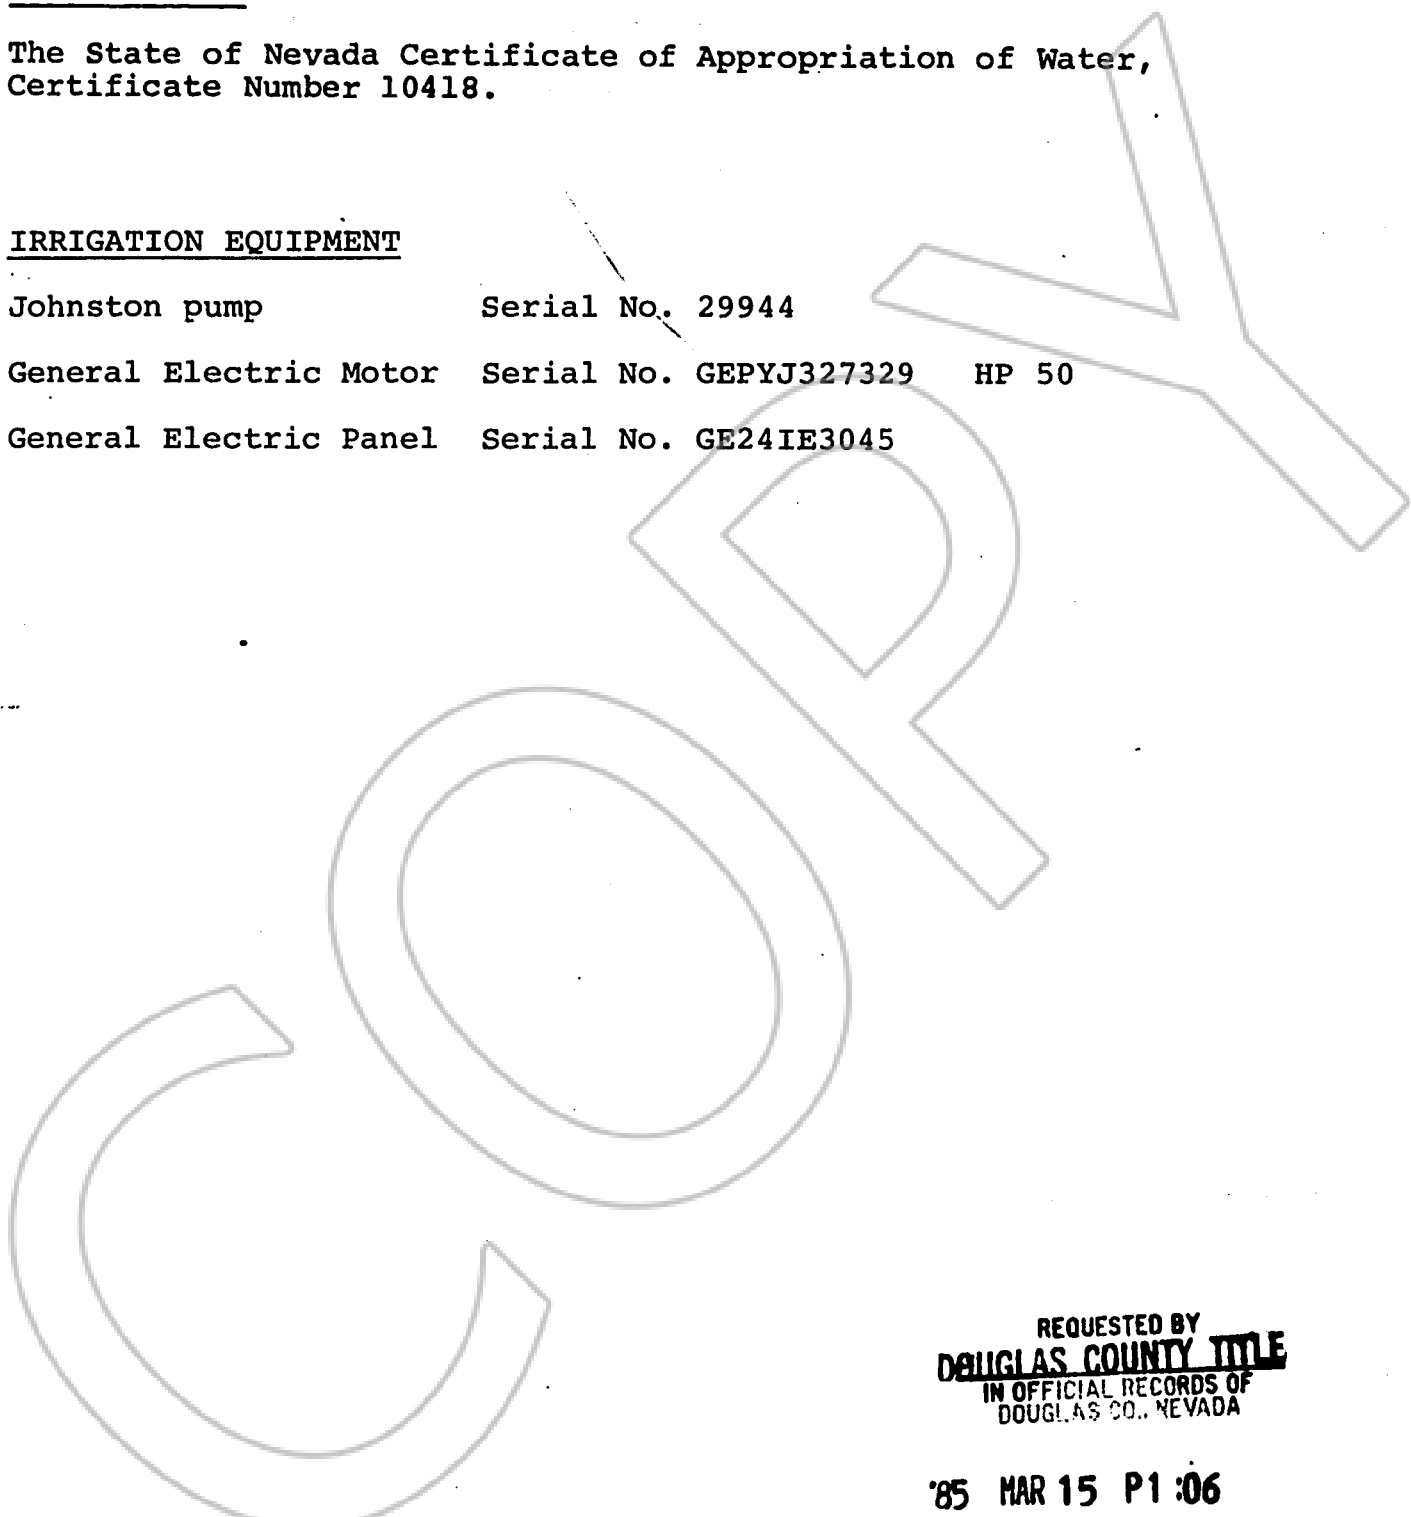 The State of Nevada Certificate of Appropriation of Water,
Certificate Number 10418.
IRRIGATION EQUIPMENT
Johnston pump Serial No. 29944
General Electric Motor Serial No. GEPYJ327329 HP 50
General Electric Panel Serial No. GE24IE3045
COPY
REQUESTED BY
DOUGLAS COUNTY TITLE
IN OFFICIAL RECORDS OF
DOUGLAS CO., NEVADA
'85 MAR 15 P1:06